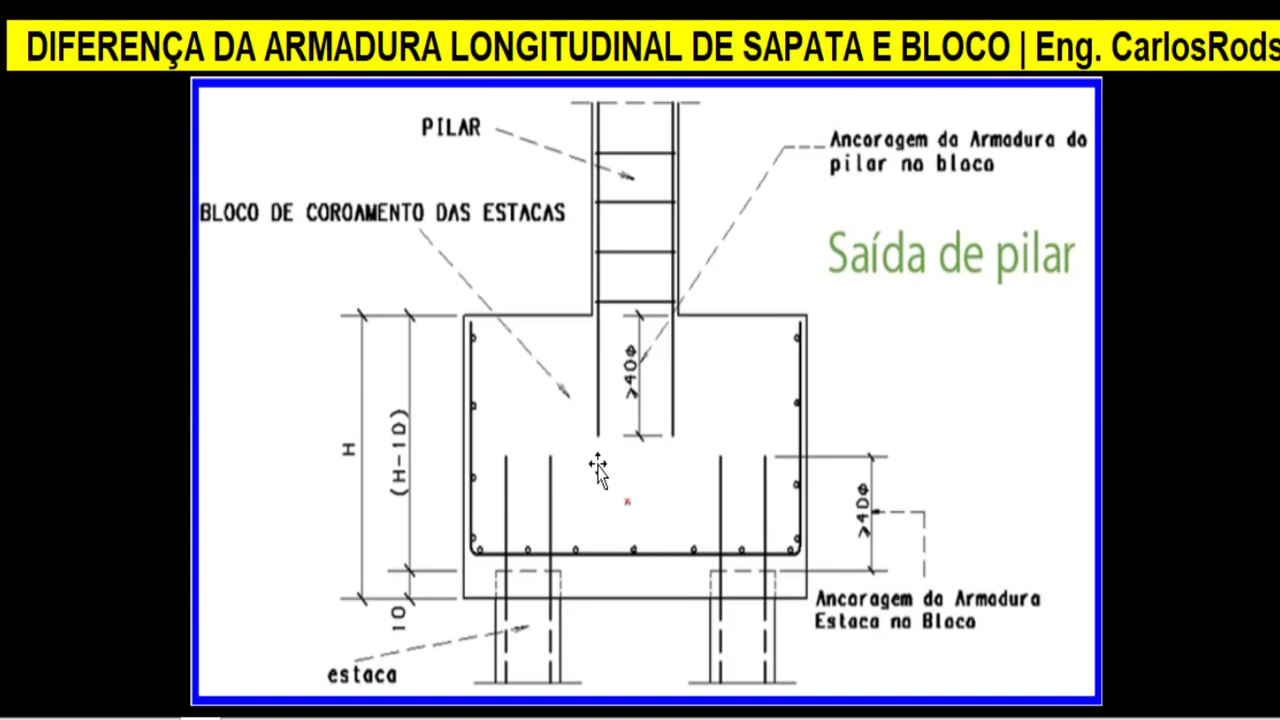 DIFERENÇA DA ARMADURA LONGITUDINAL DE SAPATA E BLOCO | Eng. CarlosRods
PILAR
Ancoragem da Armadura do
pilar no bloco
BLOCO DE COROAMENTO DAS ESTACAS
Saída de pilar
>40Φ
H
(H-10)
>40Φ
10
Ancoragem da Armadura
Estaca no Bloco
estaca